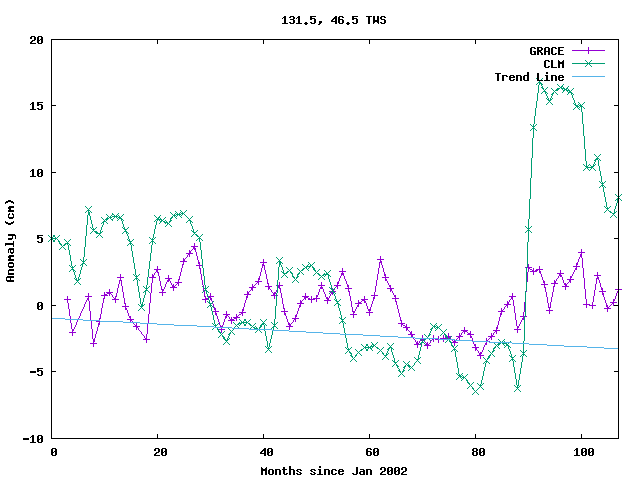 131.5, 46.5 TWS
GRACE
CLM
Trend Line
20
15
10
5
0
-5
-10
Anomaly (cm)
0 20 40 60 80 100
Months since Jan 2002